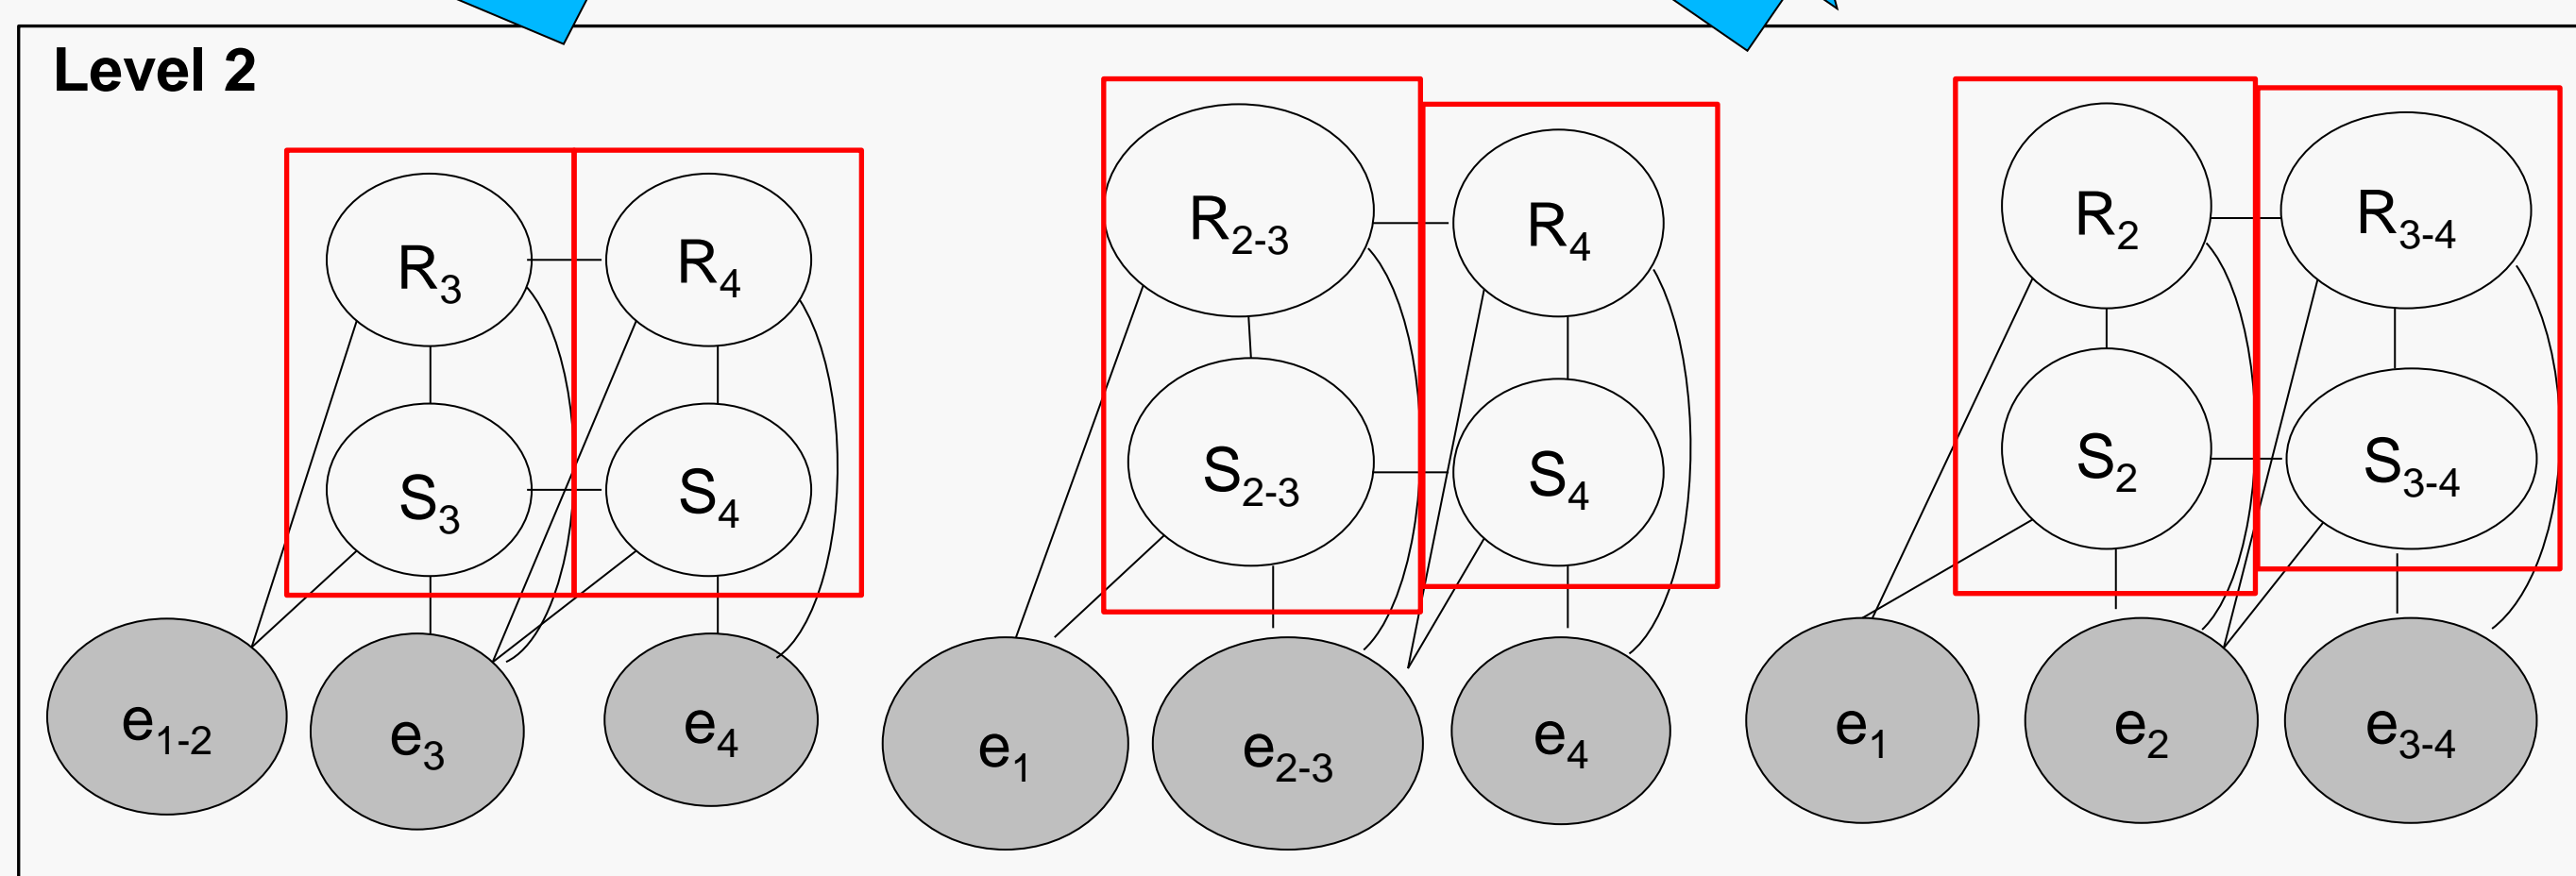 Level 2
R3 R4 R2-3 R4 R2 R3-4
S3 S4 S2-3 S4 S2 S3-4
e1-2 e3 e4 e1 e2-3 e4 e1 e2 e3-4